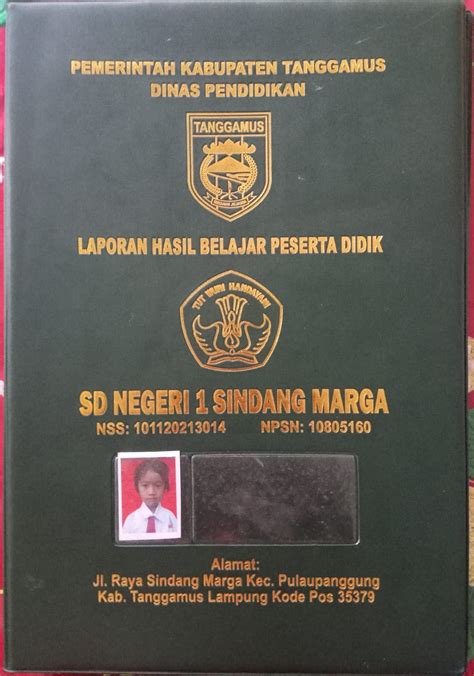 PEMERINTAH KABUPATEN TANGGAMUS
DINAS PENDIDIKAN
TANGGAMUS
LAPORAN HASIL BELAJAR PESERTA DIDIK
TUT WURI HANDAYANI
SD NEGERI 1 SINDANG MARGA
NSS: 101120213014 NPSN: 10805160
Alamat:
Jl. Raya Sindang Marga Kec. Pulaupanggung
Kab. Tanggamus Lampung Kode Pos 35379